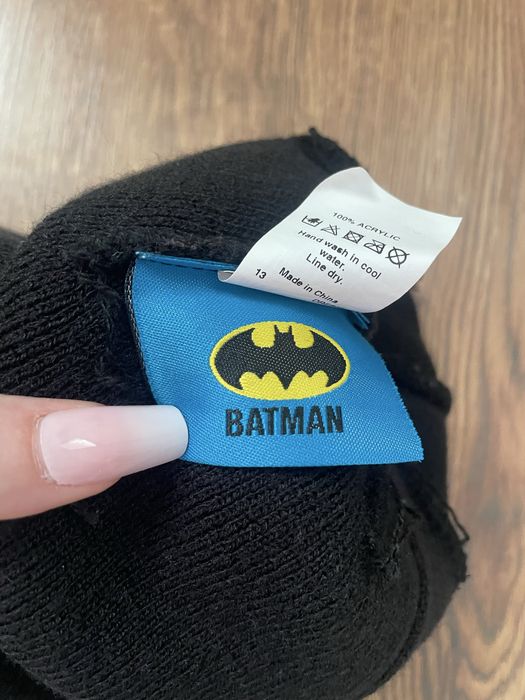 100% ACRYLIC
Hand wash in cool
water.
Line dry.
13 Made in China
BATMAN